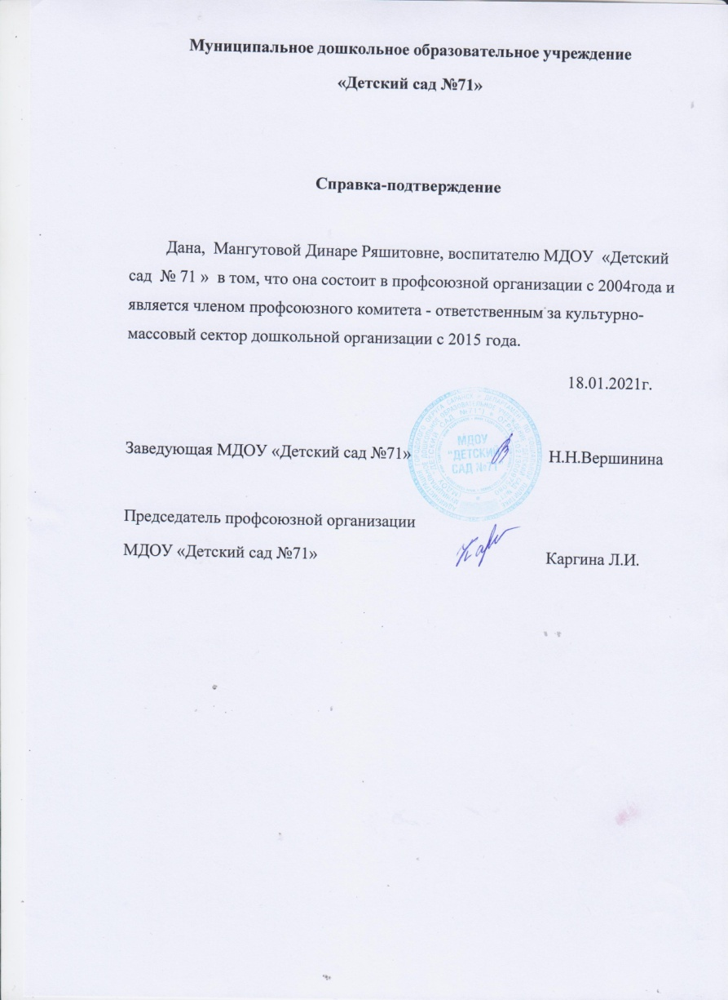 Муниципальное дошкольное образовательное учреждение
«Детский сад №71»
Справка-подтверждение
Дана,  Мангутовой Динаре Ряшитовне, воспитателю МДОУ  «Детский
сад  № 71 »  в том, что она состоит в профсоюзной организации с 2004года и
является членом профсоюзного комитета - ответственным за культурно-
массовый сектор дошкольной организации с 2015 года.
18.01.2021г.
Заведующая МДОУ «Детский сад №71»
МДОУ
"ДЕТСКИЙ
САД №71"
Н.Н.Вершинина
Председатель профсоюзной организации
МДОУ «Детский сад №71»
Каргина Л.И.